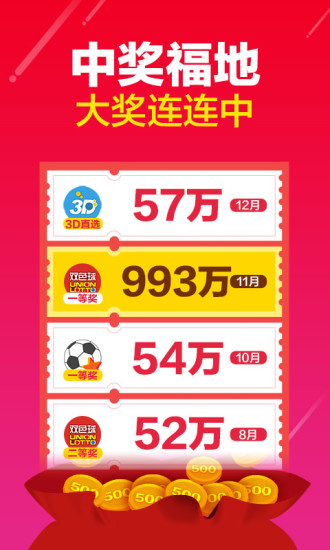 中奖福地
大奖连连中
3D
3D直选
57万
12月
双色球
UNION
LOTTO
一等奖
993万
11月
一等奖
54万
10月
双色球
UNION
LOTTO
二等奖
52万
8月
500
500
500
500
500
500
500